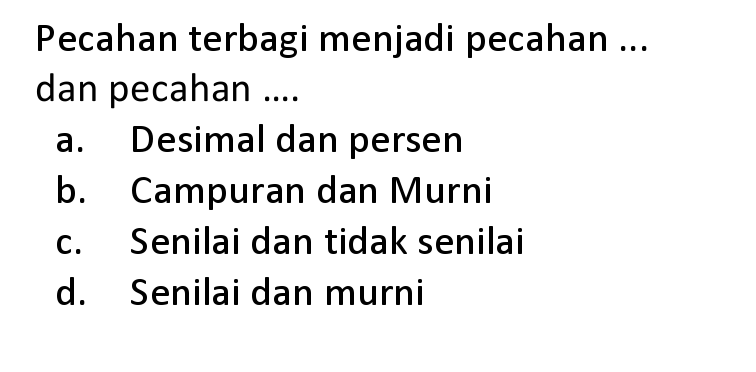 Pecahan terbagi menjadi pecahan ...
dan pecahan ....
a. Desimal dan persen
b. Campuran dan Murni
c. Senilai dan tidak senilai
d. Senilai dan murni